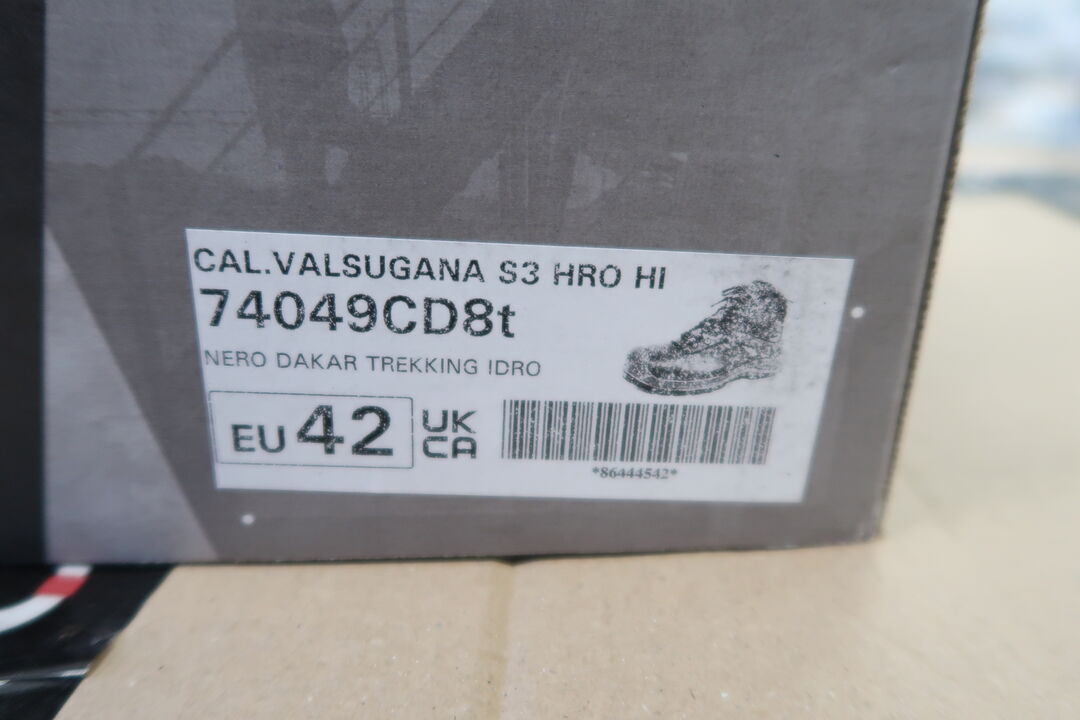 CAL.VALSUGANA S3 HRO HI
74049CD8t
NERO DAKAR TREKKING IDRO
EU 42
UK
CA
*86444542*